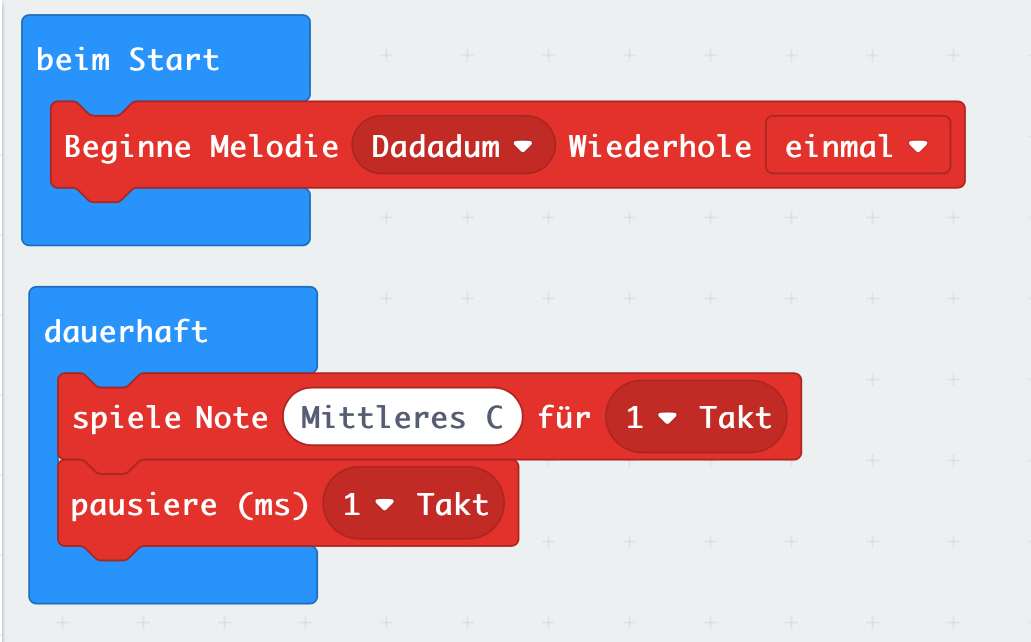 beim Start
Beginne Melodie Dadadum Wiederhole einmal
dauerhaft
spiele Note Mittleres C für 1 Takt
pausiere (ms) 1 Takt